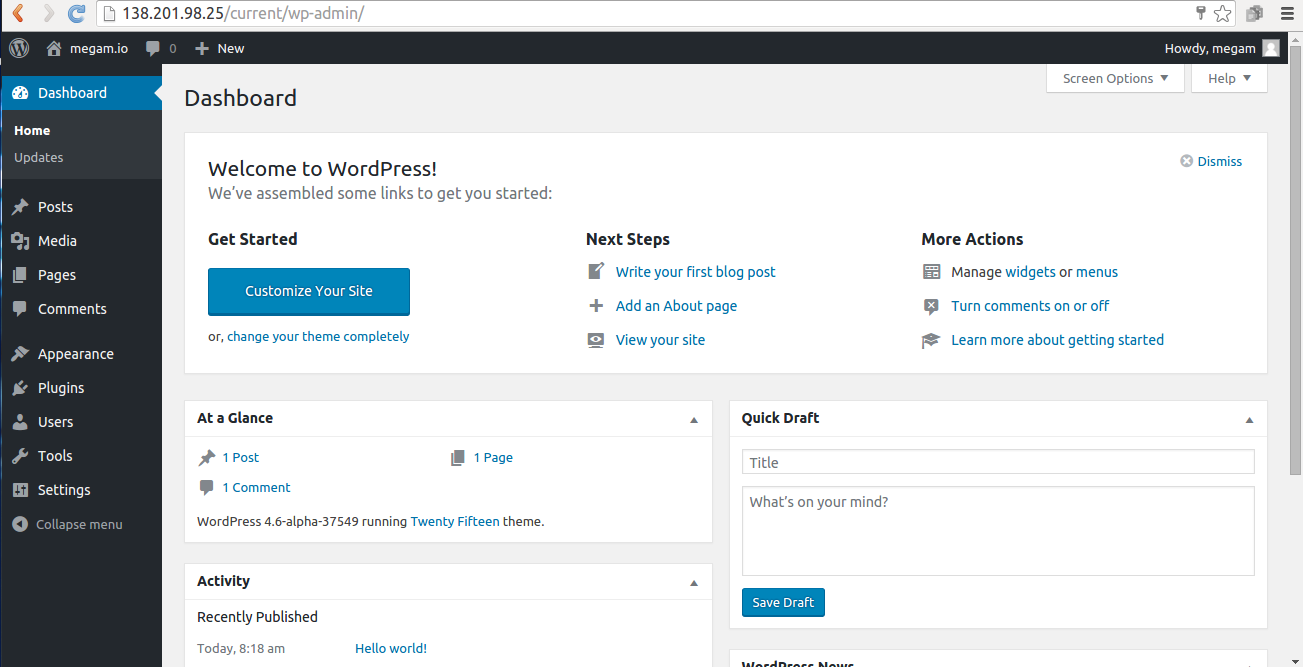 138.201.98.25/current/wp-admin/
megam.io 0 New Howdy, megam
Dashboard
Home
Updates
Posts
Media
Pages
Comments
Appearance
Plugins
Users
Tools
Settings
Collapse menu
Screen Options Help
Dashboard
Welcome to WordPress!
Dismiss
We've assembled some links to get you started:
Get Started
Customize Your Site
or, change your theme completely
Next Steps
Write your first blog post
Add an About page
View your site
More Actions
Manage widgets or menus
Turn comments on or off
Learn more about getting started
At a Glance
1 Post 1 Page
1 Comment
WordPress 4.6-alpha-37549 running Twenty Fifteen theme.
Activity
Recently Published
Today, 8:18 am Hello world!
Quick Draft
Title
What's on your mind?
Save Draft
WordPress News